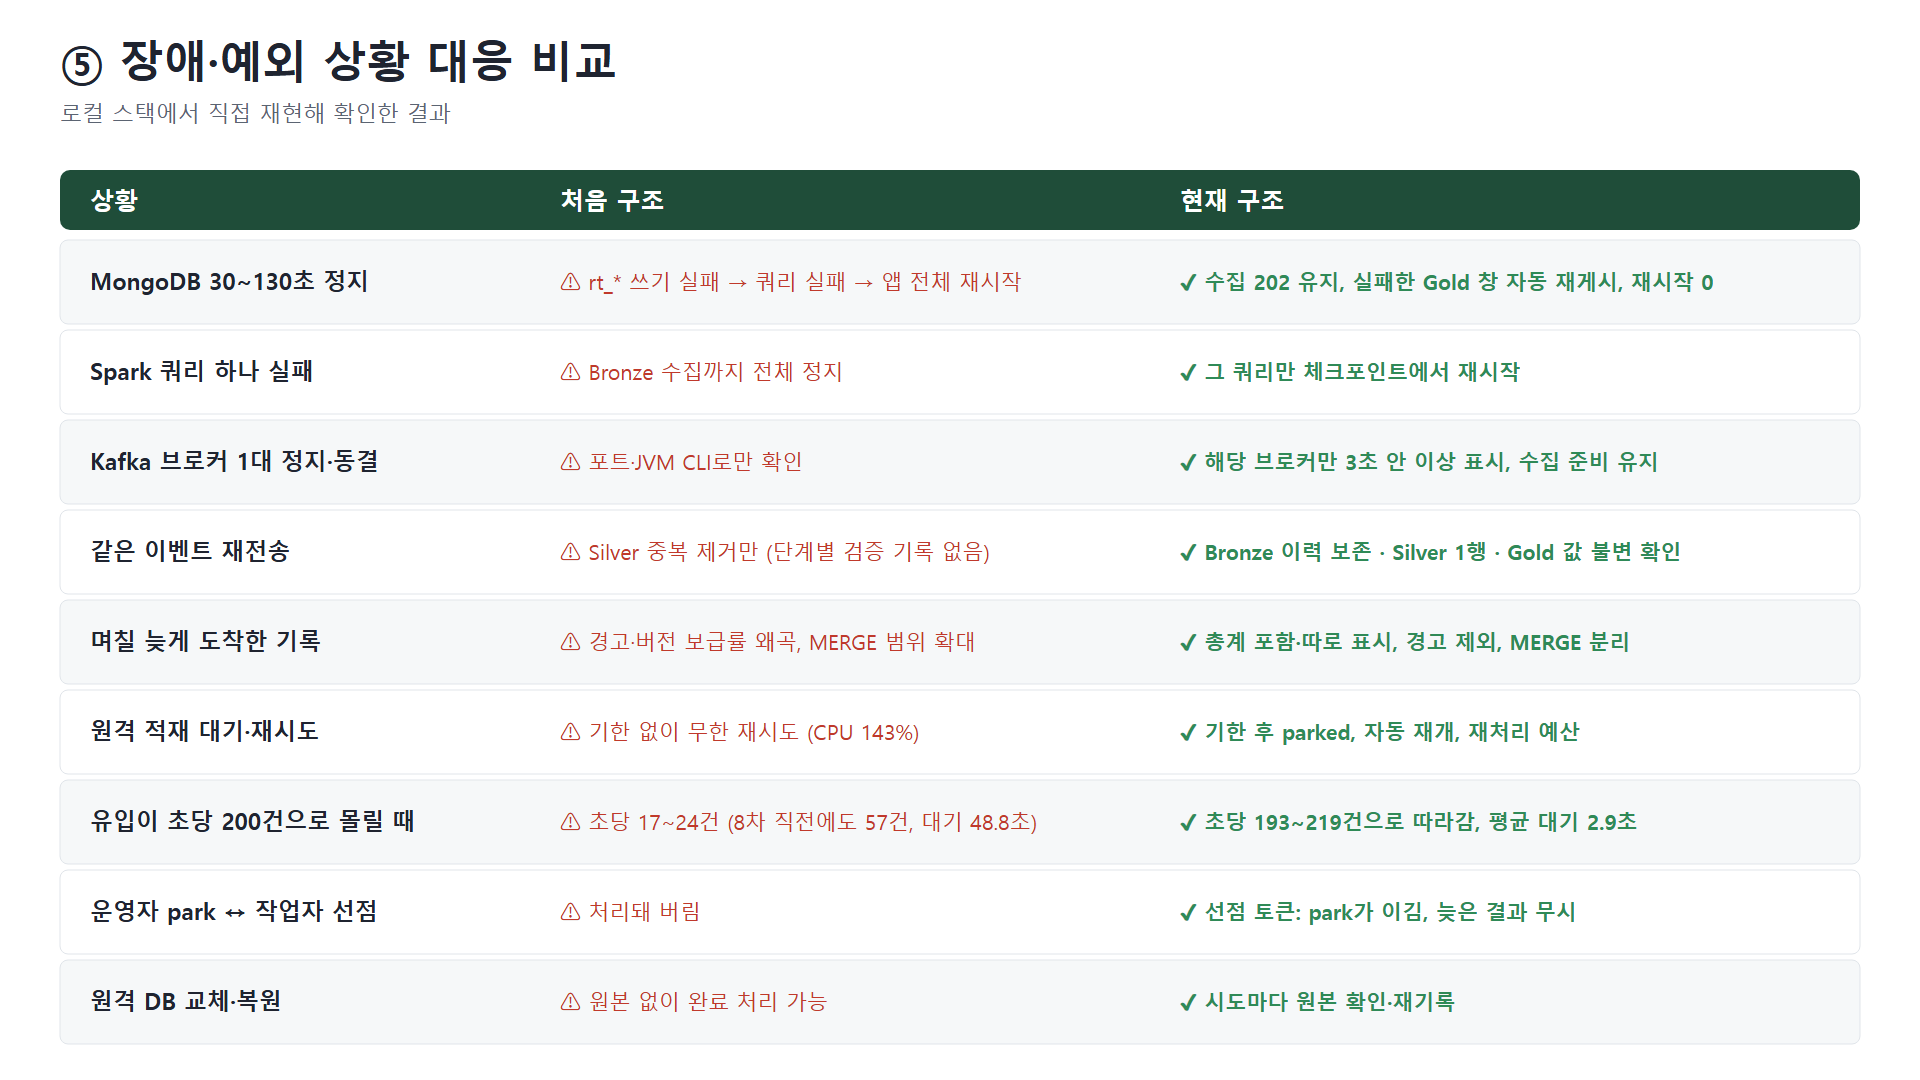 ⑤ 장애·예외 상황 대응 비교
로컬 스택에서 직접 재현해 확인한 결과
상황 처음 구조 현재 구조
MongoDB 30~130초 정지 ⚠ rt_* 쓰기 실패 → 쿼리 실패 → 앱 전체 재시작 ✔ 수집 202 유지, 실패한 Gold 창 자동 재게시, 재시작 0
Spark 쿼리 하나 실패 ⚠ Bronze 수집까지 전체 정지 ✔ 그 쿼리만 체크포인트에서 재시작
Kafka 브로커 1대 정지·동결 ⚠ 포트·JVM CLI로만 확인 ✔ 해당 브로커만 3초 안 이상 표시, 수집 준비 유지
같은 이벤트 재전송 ⚠ Silver 중복 제거만 (단계별 검증 기록 없음) ✔ Bronze 이력 보존 · Silver 1행 · Gold 값 불변 확인
며칠 늦게 도착한 기록 ⚠ 경고·버전 보급률 왜곡, MERGE 범위 확대 ✔ 총계 포함·따로 표시, 경고 제외, MERGE 분리
원격 적재 대기·재시도 ⚠ 기한 없이 무한 재시도 (CPU 143%) ✔ 기한 후 parked, 자동 재개, 재처리 예산
유입이 초당 200건으로 몰릴 때 ⚠ 초당 17~24건 (8차 직전에도 57건, 대기 48.8초) ✔ 초당 193~219건으로 따라감, 평균 대기 2.9초
운영자 park ↔ 작업자 선점 ⚠ 처리돼 버림 ✔ 선점 토큰: park가 이김, 늦은 결과 무시
원격 DB 교체·복원 ⚠ 원본 없이 완료 처리 가능 ✔ 시도마다 원본 확인·재기록